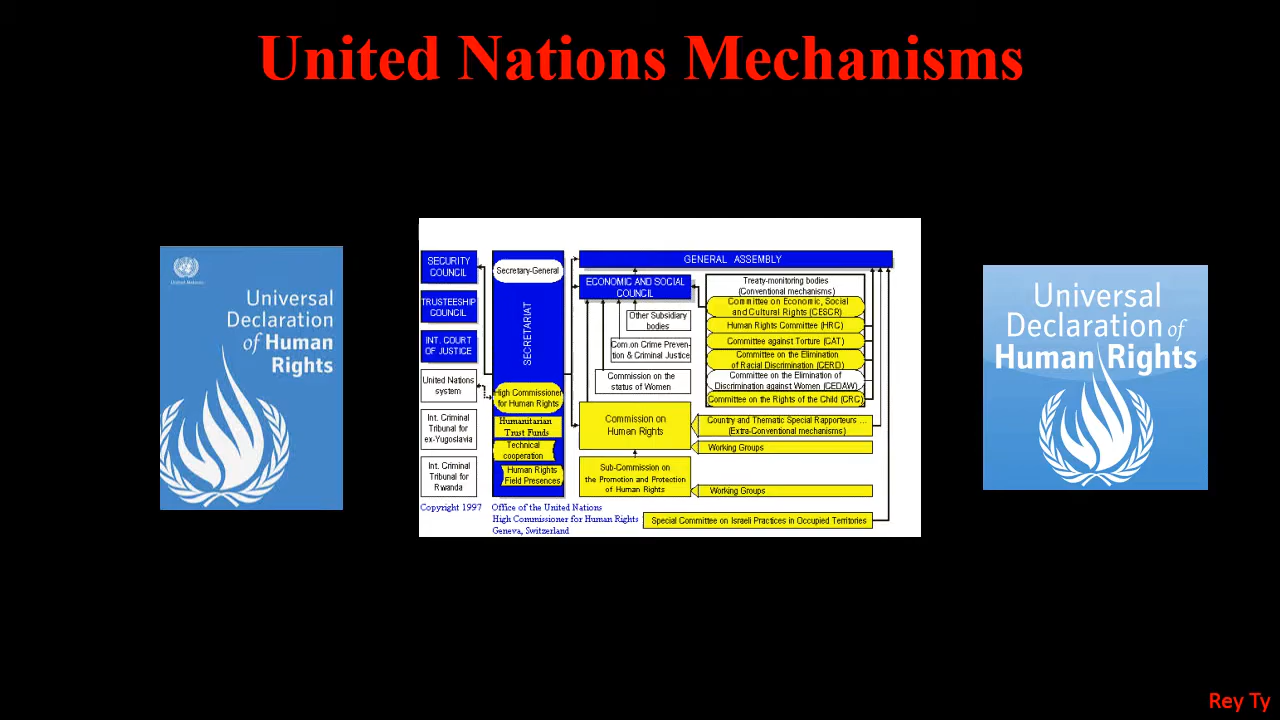 United Nations Mechanisms
United Nations
Universal
Declaration
of Human
Rights
SECURITY
COUNCIL
TRUSTEESHIP
COUNCIL
INT. COURT
OF JUSTICE
United Nations
system
Int. Criminal
Tribunal for
ex-Yugoslavia
Int. Criminal
Tribunal for
Rwanda
Secretary-General
SECRETARIAT
High Commissioner
for Human Rights
Humanitarian
Trust Funds
Technical
cooperation
Human Rights
Field Presences
GENERAL ASSEMBLY
ECONOMIC AND SOCIAL
COUNCIL
Other Subsidiary
bodies
Com.on Crime Preven-
tion & Criminal Justice
Commission on the
status of Women
Commission on
Human Rights
Sub-Commission on
the Promotion and Protection
of Human Rights
Treaty-monitoring bodies
(Conventional mechanisms)
Committee on Economic, Social
and Cultural Rights (CESCR)
Human Rights Committee (HRC)
Committee against Torture (CAT)
Committee on the Elimination
of Racial Discrimination (CERD)
Committee on the Elimination of
Discrimination against Women (CEDAW)
Committee on the Rights of the Child (CRC)
Country and Thematic Special Rapporteurs ...
(Extra-Conventional mechanisms)
Working Groups
Working Groups
Special Committee on Israeli Practices in Occupied Territories
Copyright 1997 Office of the United Nations
High Commissioner for Human Rights
Geneva, Switzerland
Universal
Declaration of
Human Rights
Rey Ty